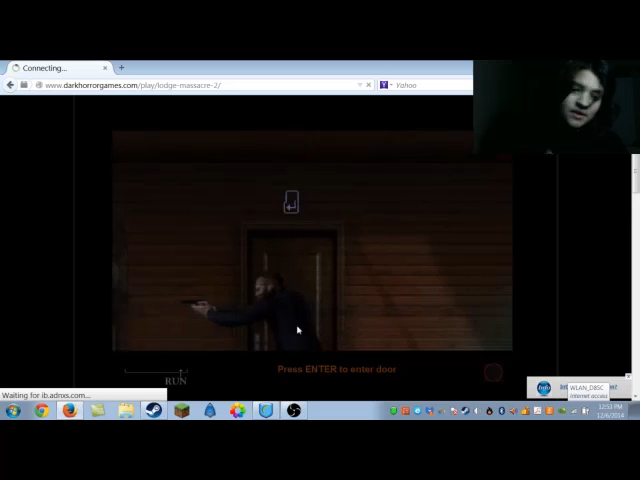 Connecting...
www.darkhorrorgames.com/play/lodge-massacre-2/
Yahoo
RUN
Press ENTER to enter door
Waiting for ib.adnxs.com...
WLAN_D85C
Internet access
12:53 PM
12/6/2014